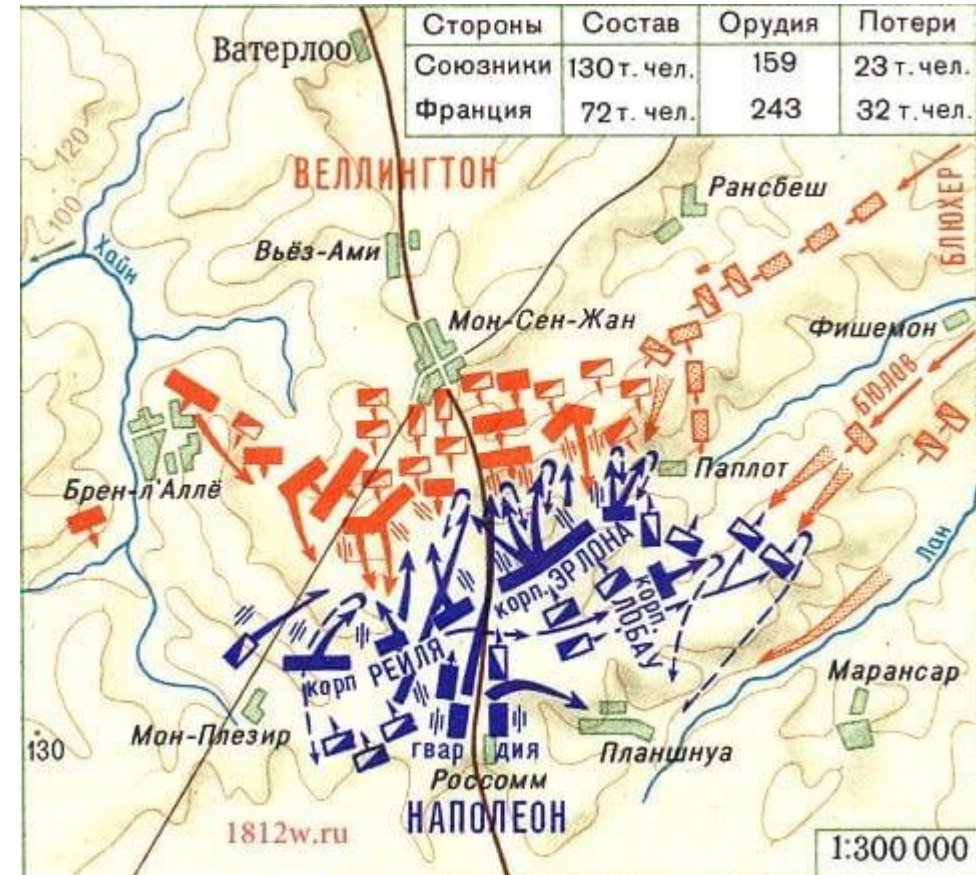 Стороны Состав Орудия Потери
Союзники 130 т. чел. 159 23 т. чел.
Франция 72 т. чел. 243 32 т. чел.
Ватерлоо
120
100
ВЕЛЛИНГТОН
Рансбеш
БЛЮХЕР
Вьёз-Ами
Хайн
Мон-Сен-Жан
Фишемон
БЮЛОВ
Паплот
Брен-л'Аллё
Лан
корп. ЭРЛОНА
корп. ЛОБАУ
корп РЕЙЛЯ
Марансар
Мон-Плезир
130
гвар дия
Планшнуа
Россомм
НАПОЛЕОН
1812w.ru
1:300 000